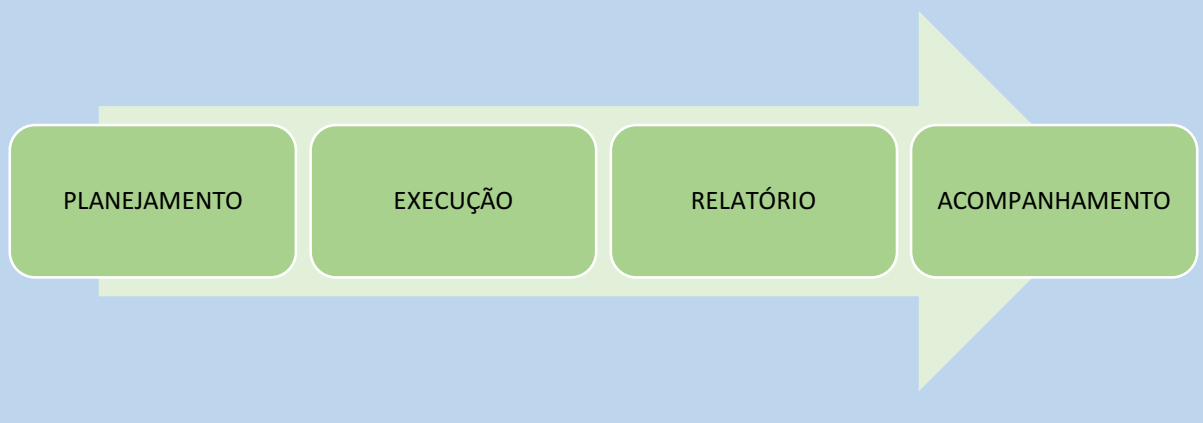 PLANEJAMENTO
EXECUÇÃO
RELATÓRIO
ACOMPANHAMENTO